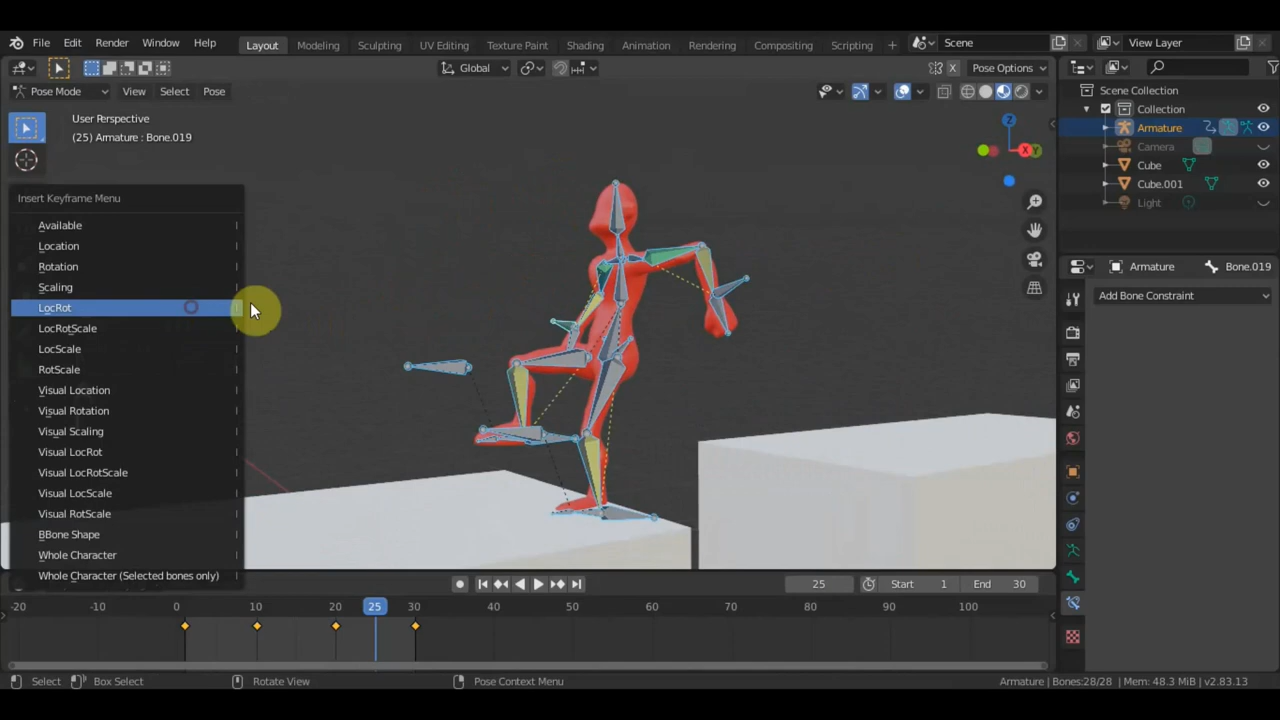 File Edit Render Window Help Layout Modeling Sculpting UV Editing Texture Paint Shading Animation Rendering Compositing Scripting + Scene View Layer
Global X Pose Options
Pose Mode View Select Pose
User Perspective
(25) Armature : Bone.019
Z
X
Y
Insert Keyframe Menu
Available
Location
Rotation
Scaling
LocRot
LocRotScale
LocScale
RotScale
Visual Location
Visual Rotation
Visual Scaling
Visual LocRot
Visual LocRotScale
Visual LocScale
Visual RotScale
BBone Shape
Whole Character
Whole Character (Selected bones only)
Scene Collection
Collection
Armature
Camera
Cube
Cube.001
Light
Armature Bone.019
Add Bone Constraint
25 Start 1 End 30
-20 -10 0 10 20 25 30 40 50 60 70 80 90 100
Select Box Select Rotate View Pose Context Menu Armature | Bones:28/28 | Mem: 48.3 MiB | v2.83.13